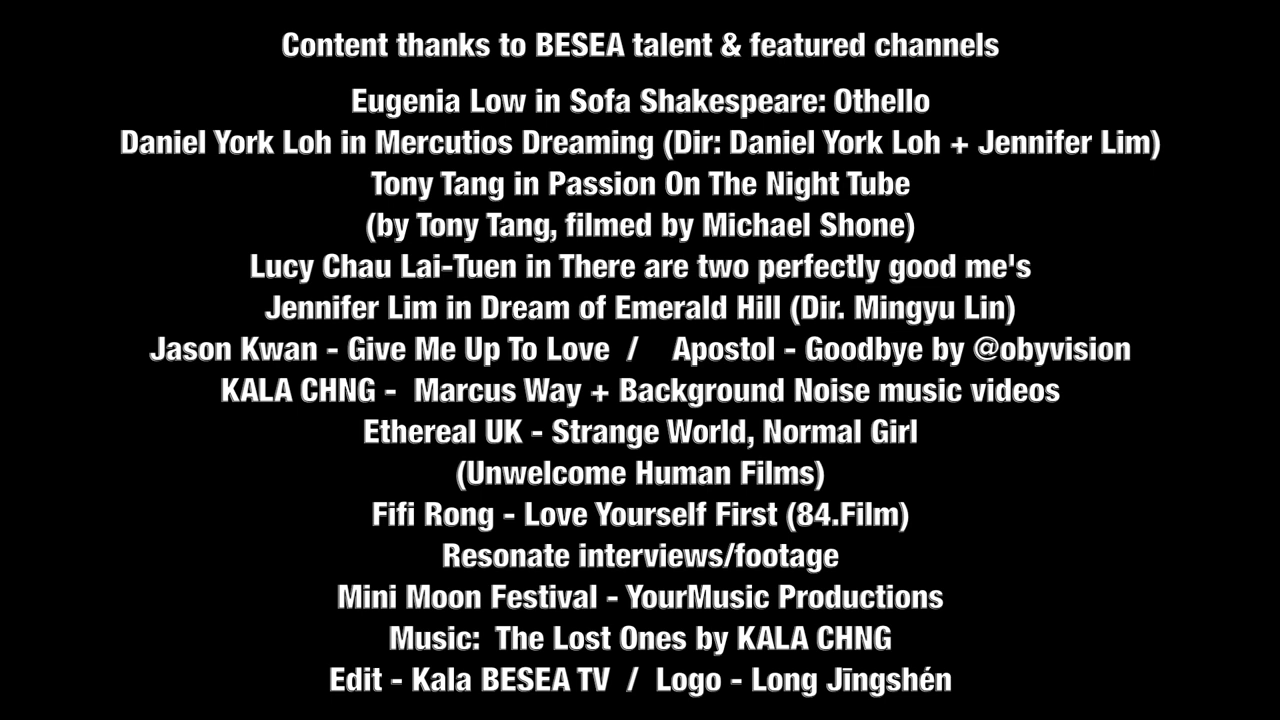 Content thanks to BESEA talent & featured channels
Eugenia Low in Sofa Shakespeare: Othello
Daniel York Loh in Mercutios Dreaming (Dir: Daniel York Loh + Jennifer Lim)
Tony Tang in Passion On The Night Tube
(by Tony Tang, filmed by Michael Shone)
Lucy Chau Lai-Tuen in There are two perfectly good me's
Jennifer Lim in Dream of Emerald Hill (Dir. Mingyu Lin)
Jason Kwan - Give Me Up To Love / Apostol - Goodbye by @obyvision
KALA CHNG - Marcus Way + Background Noise music videos
Ethereal UK - Strange World, Normal Girl
(Unwelcome Human Films)
Fifi Rong - Love Yourself First (84.Film)
Resonate interviews/footage
Mini Moon Festival - YourMusic Productions
Music: The Lost Ones by KALA CHNG
Edit - Kala BESEA TV / Logo - Long Jīngshén